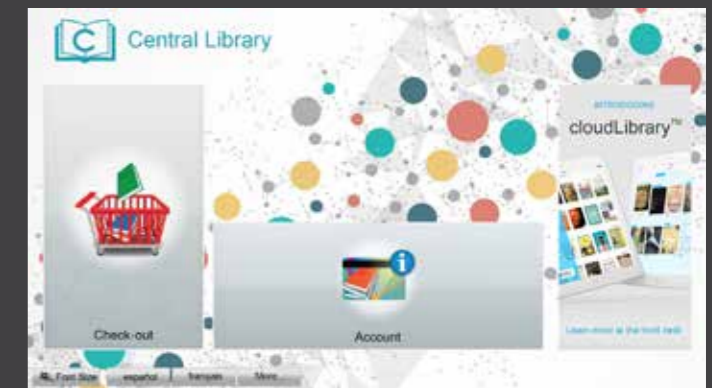 C Central Library
INTRODUCING
cloudLibrary™
Check-out
Account
Learn more at the front desk
Font Size español français More...